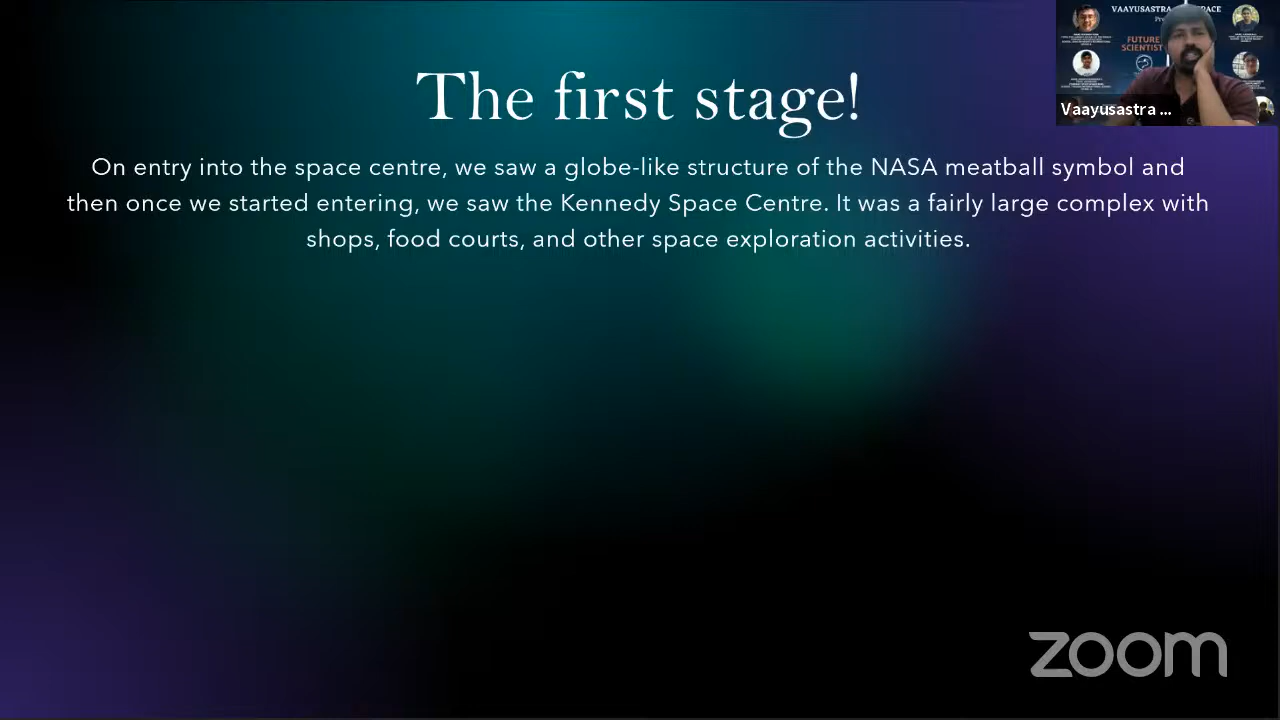 The first stage!
On entry into the space centre, we saw a globe-like structure of the NASA meatball symbol and
then once we started entering, we saw the Kennedy Space Centre. It was a fairly large complex with
shops, food courts, and other space exploration activities.
VAAYUSASTRA
SPACE
FUTURE
SCIENTIST
Vaayusastra ...
zoom